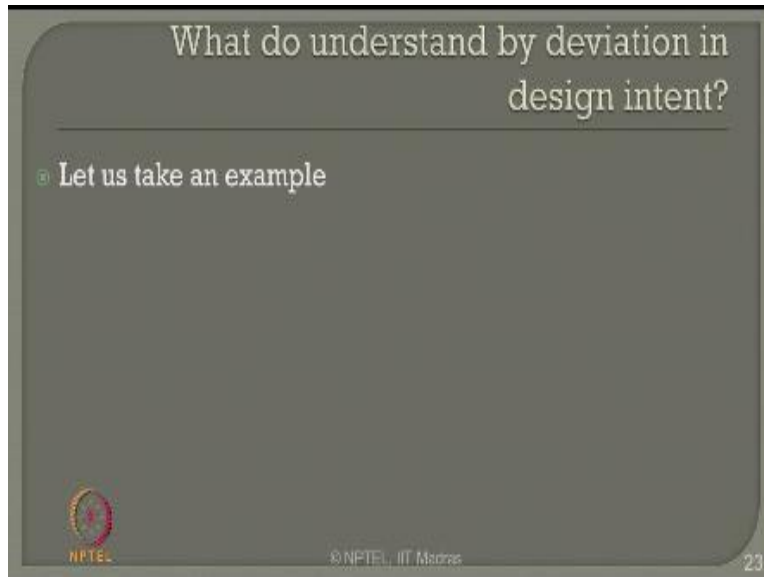 What do understand by deviation in
design intent?
Let us take an example
NPTEL
© NPTEL, IIT Madras
23